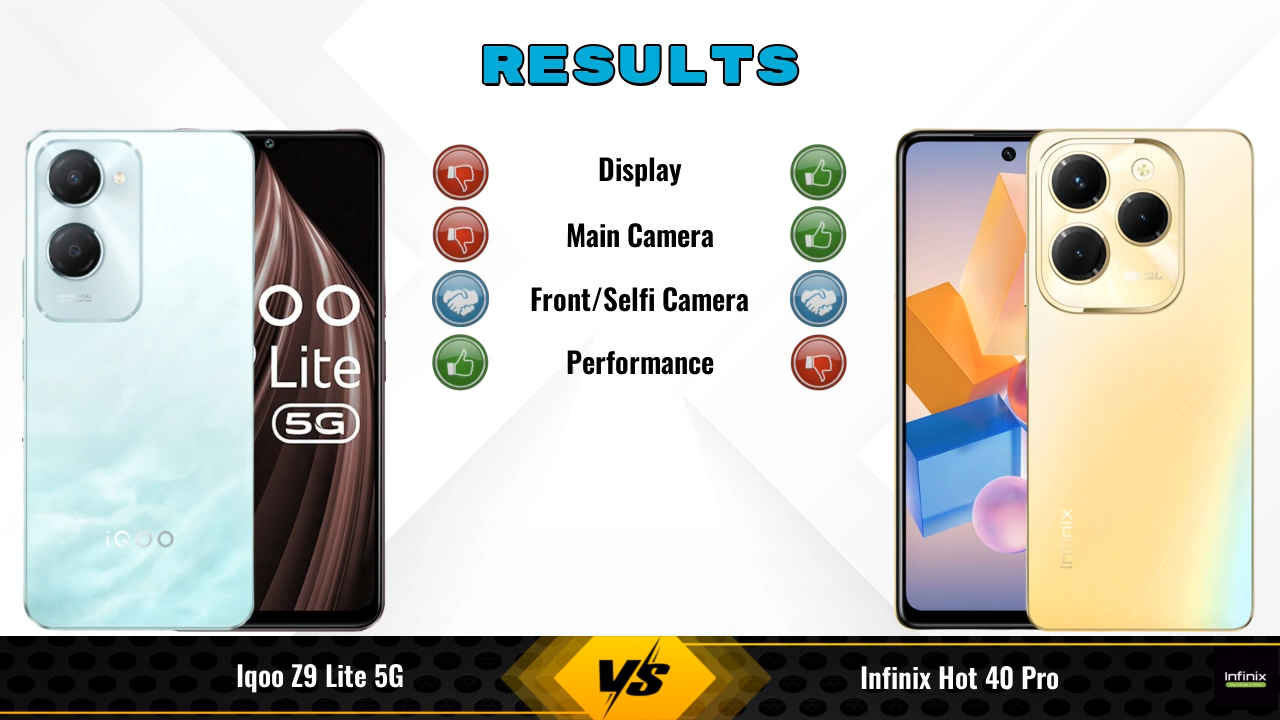 RESULTS
Display
Main Camera
Front/Selfi Camera
Performance
OO
Lite
5G
iQOO
Infinix
Iqoo Z9 Lite 5G
VS
Infinix Hot 40 Pro
Infinix